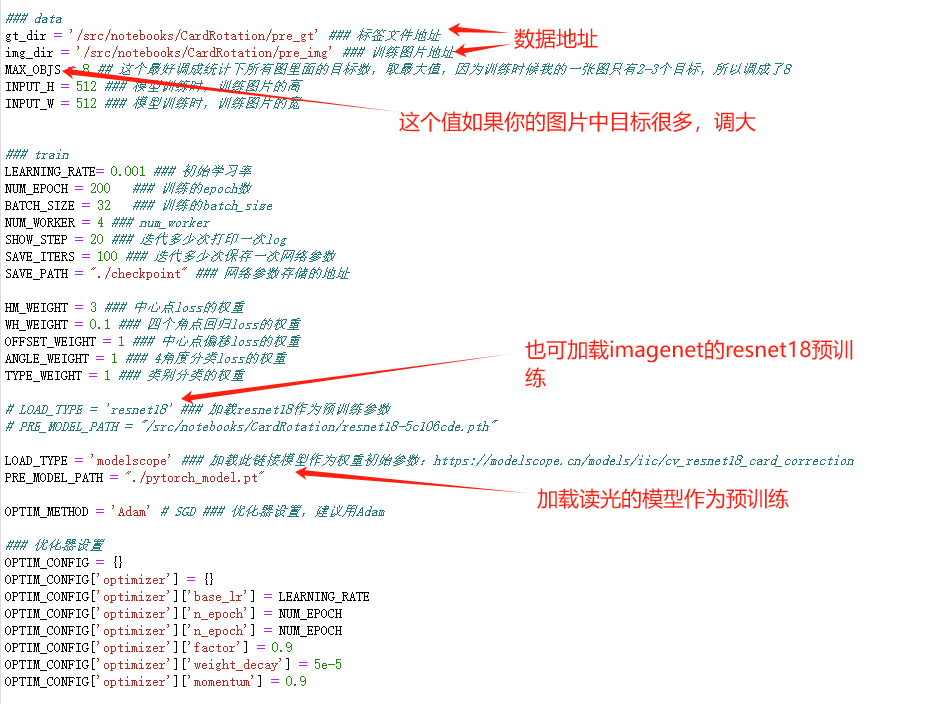 ### data
gt_dir = '/src/notebooks/CardRotation/pre_gt' ### 标签文件地址
img_dir = '/src/notebooks/CardRotation/pre_img' ### 训练图片地址
数据地址
MAX_OBJS = 8 ## 这个最好调成统计下所有图里面的目标数，取最大值，因为训练时候我的一张图只有2-3个目标，所以调成了8
INPUT_H = 512 ### 模型训练时，训练图片的高
INPUT_W = 512 ### 模型训练时，训练图片的宽
这个值如果你的图片中目标很多，调大
### train
LEARNING_RATE= 0.001 ### 初始学习率
NUM_EPOCH = 200 ### 训练的epoch数
BATCH_SIZE = 32 ### 训练的batch_size
NUM_WORKER = 4 ### num_worker
SHOW_STEP = 20 ### 迭代多少次打印一次log
SAVE_ITERS = 100 ### 迭代多少次保存一次网络参数
SAVE_PATH = "./checkpoint" ### 网络参数存储的地址
HM_WEIGHT = 3 ### 中心点loss的权重
WH_WEIGHT = 0.1 ### 四个角点回归loss的权重
OFFSET_WEIGHT = 1 ### 中心点偏移loss的权重
ANGLE_WEIGHT = 1 ### 4角度分类loss的权重
TYPE_WEIGHT = 1 ### 类别分类的权重
也可加载imagenet的resnet18预训
练
# LOAD_TYPE = 'resnet18' ### 加载resnet18作为预训练参数
# PRE_MODEL_PATH = "/src/notebooks/CardRotation/resnet18-5c106cde.pth"
LOAD_TYPE = 'modelscope' ### 加载此链接模型作为权重初始参数：https://modelscope.cn/models/iic/cv_resnet18_card_correction
PRE_MODEL_PATH = "./pytorch_model.pt"
加载读光的模型作为预训练
OPTIM_METHOD = 'Adam' # SGD ### 优化器设置，建议用Adam
### 优化器设置
OPTIM_CONFIG = {}
OPTIM_CONFIG['optimizer'] = {}
OPTIM_CONFIG['optimizer']['base_lr'] = LEARNING_RATE
OPTIM_CONFIG['optimizer']['n_epoch'] = NUM_EPOCH
OPTIM_CONFIG['optimizer']['n_epoch'] = NUM_EPOCH
OPTIM_CONFIG['optimizer']['factor'] = 0.9
OPTIM_CONFIG['optimizer']['weight_decay'] = 5e-5
OPTIM_CONFIG['optimizer']['momentum'] = 0.9